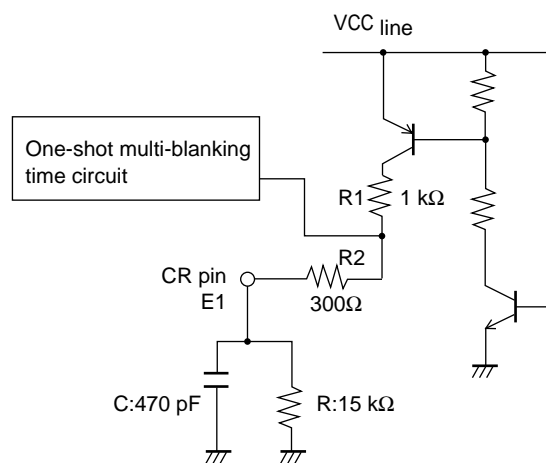 VCC line
One-shot multi-blanking
time circuit
R1 1 kΩ
R2
CR pin
E1
300Ω
C:470 pF
R:15 kΩ